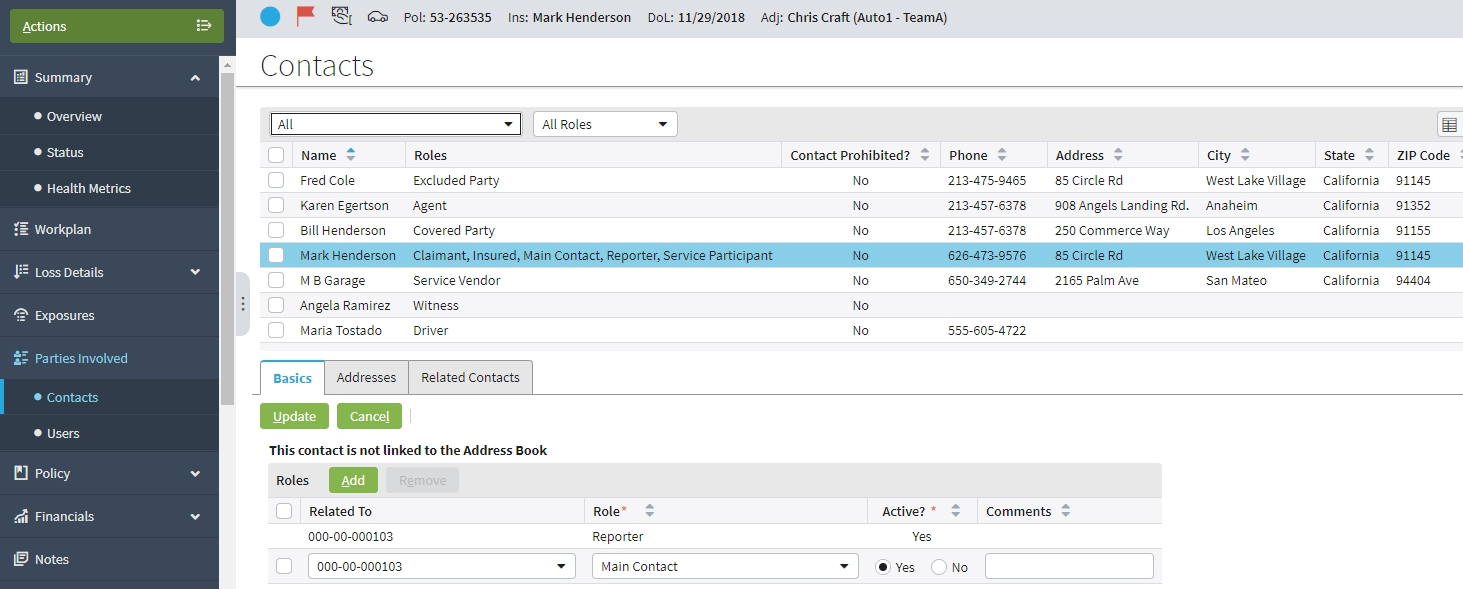 Actions
Pol: 53-263535 Ins: Mark Henderson DoL: 11/29/2018 Adj: Chris Craft (Auto1 - TeamA)
Summary
Overview
Status
Health Metrics
Workplan
Loss Details
Exposures
Parties Involved
Contacts
Users
Policy
Financials
Notes
Contacts
All All Roles
Name Roles Contact Prohibited? Phone Address City State ZIP Code
Fred Cole Excluded Party No 213-475-9465 85 Circle Rd West Lake Village California 91145
Karen Egertson Agent No 213-457-6378 908 Angels Landing Rd. Anaheim California 91352
Bill Henderson Covered Party No 213-457-6378 250 Commerce Way Los Angeles California 91155
Mark Henderson Claimant, Insured, Main Contact, Reporter, Service Participant No 626-473-9576 85 Circle Rd West Lake Village California 91145
M B Garage Service Vendor No 650-349-2744 2165 Palm Ave San Mateo California 94404
Angela Ramirez Witness No
Maria Tostado Driver No 555-605-4722
Basics Addresses Related Contacts
Update Cancel
This contact is not linked to the Address Book
Roles Add Remove
Related To Role* Active? * Comments
000-00-000103 Reporter Yes
000-00-000103 Main Contact Yes No